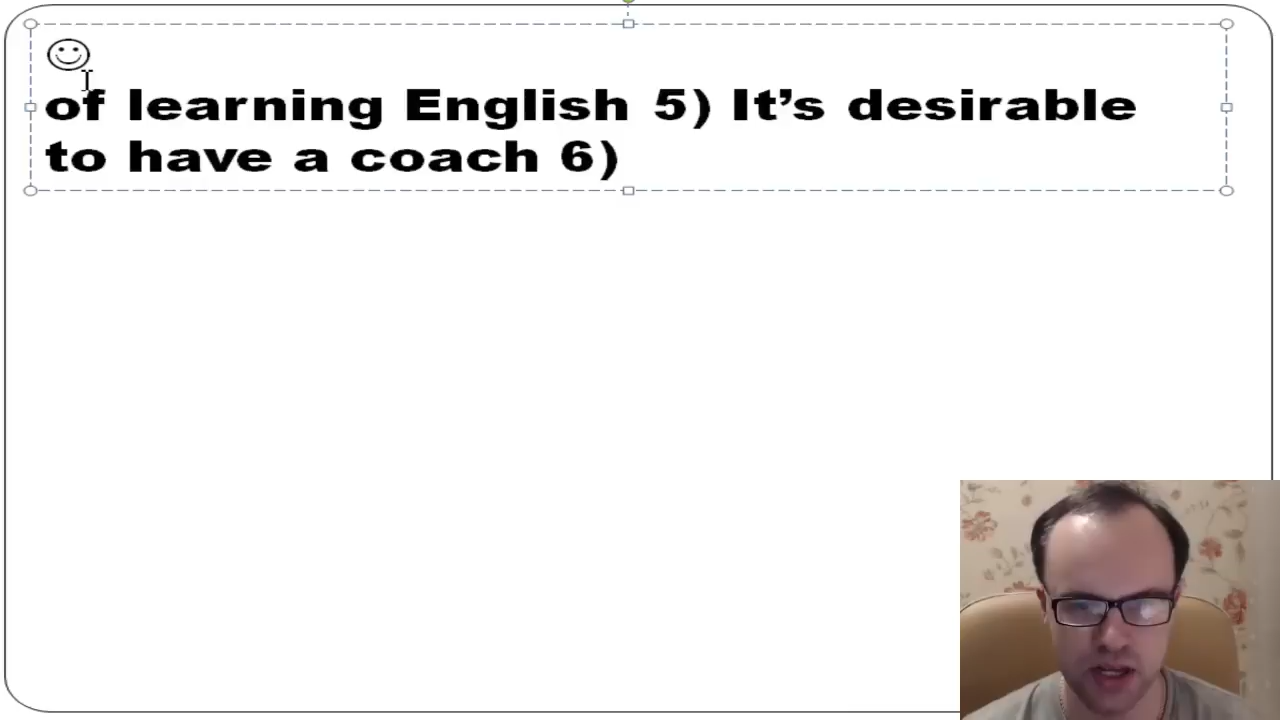 ☺
of learning English 5) It’s desirable
to have a coach 6)